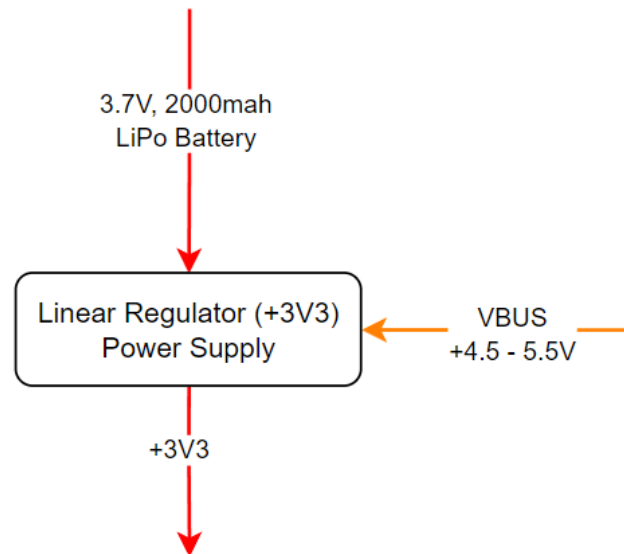 3.7V, 2000mah
LiPo Battery
Linear Regulator (+3V3)
Power Supply
VBUS
+4.5 - 5.5V
+3V3